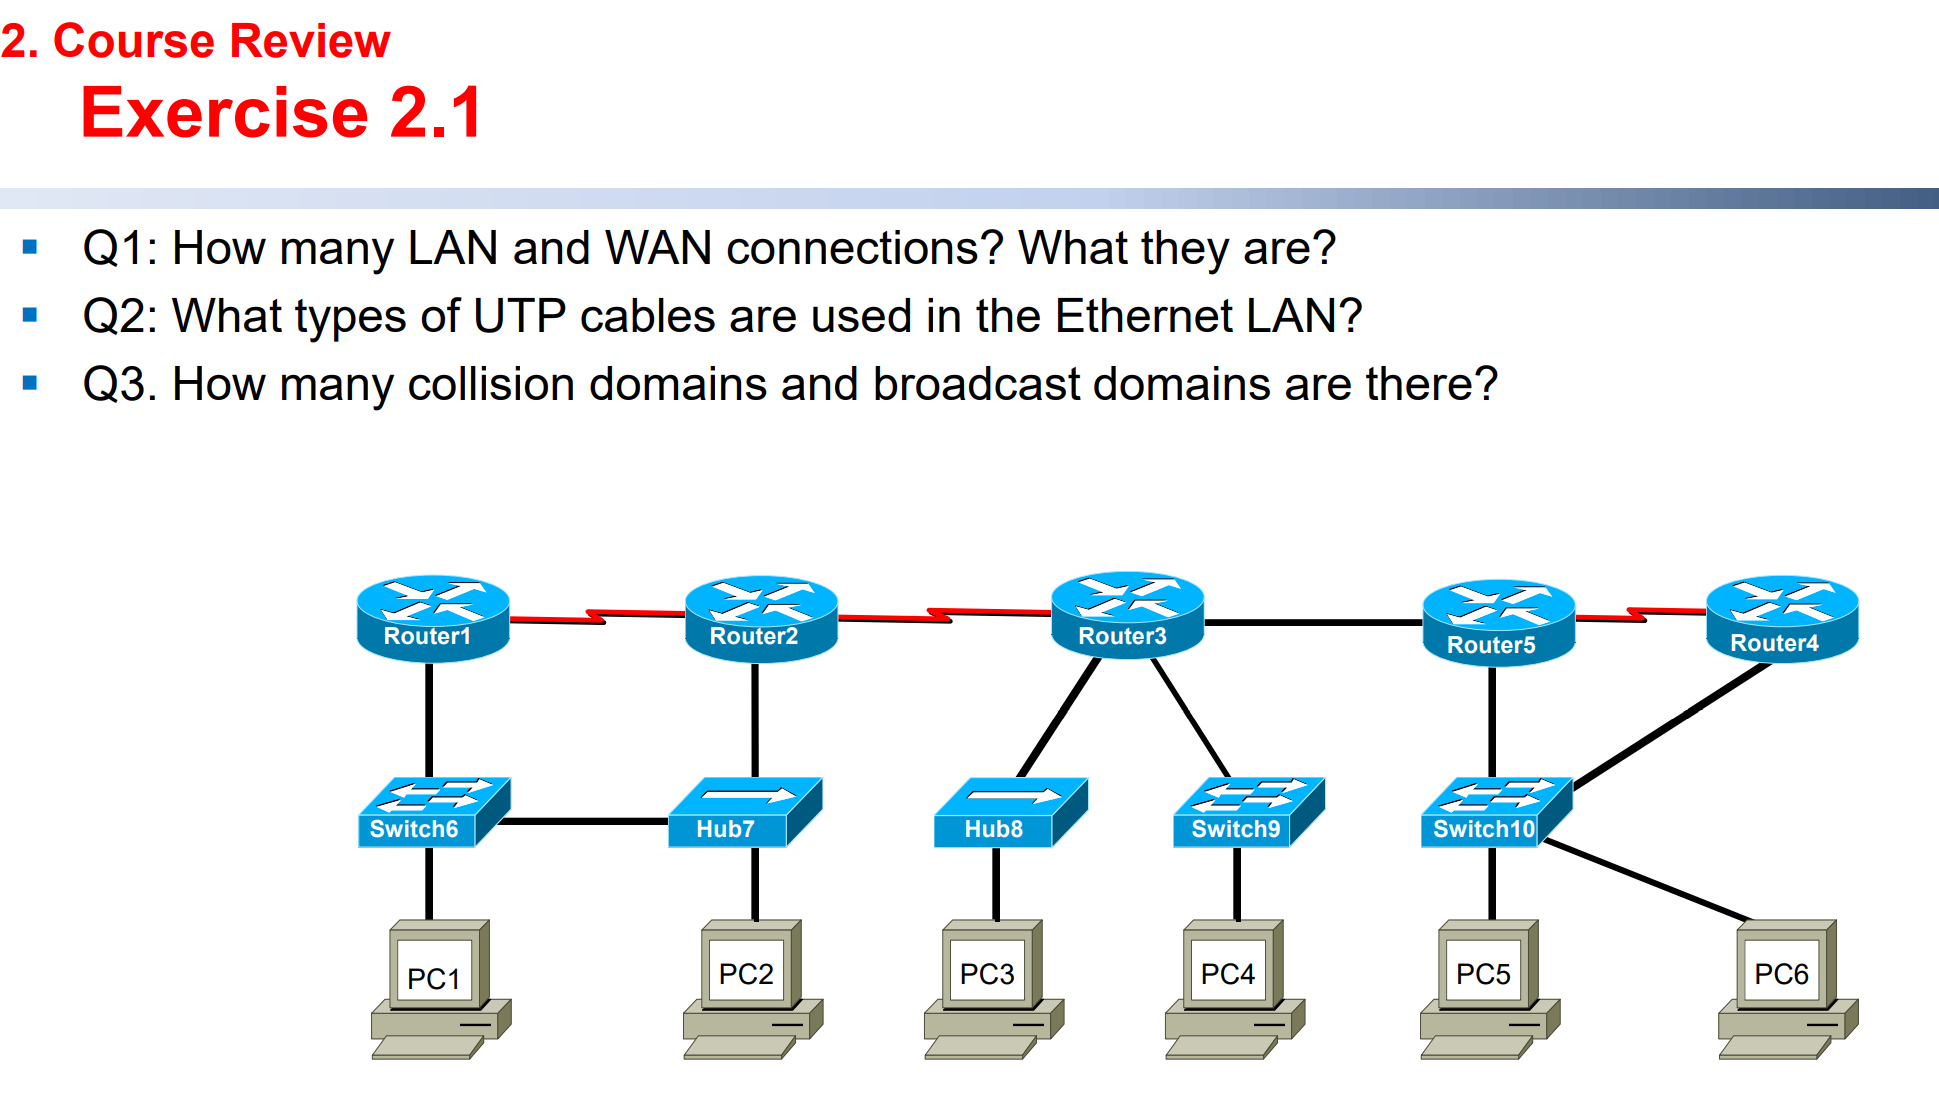 2. Course Review
Exercise 2.1
Q1: How many LAN and WAN connections? What they are?
Q2: What types of UTP cables are used in the Ethernet LAN?
Q3. How many collision domains and broadcast domains are there?
Router1
Router2
Router3
Router5
Router4
Switch6
Hub7
Hub8
Switch9
Switch10
PC1
PC2
PC3
PC4
PC5
PC6